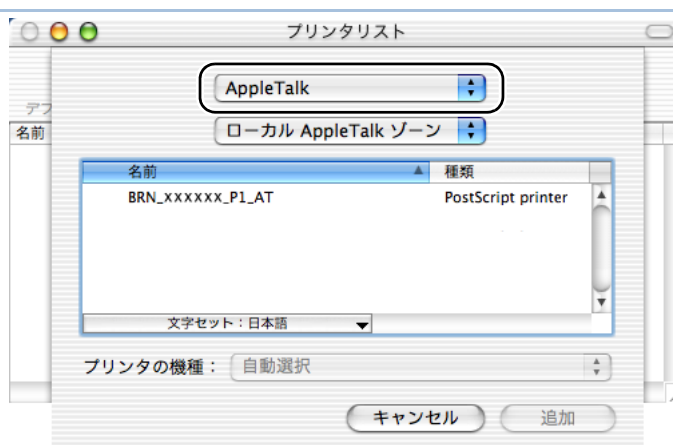 プリンタリスト
AppleTalk
デフ
名前
ローカル AppleTalk ゾーン
名前 種類
BRN_xxxxxx_P1_AT PostScript printer
文字セット：日本語
プリンタの機種： 自動選択
キャンセル 追加